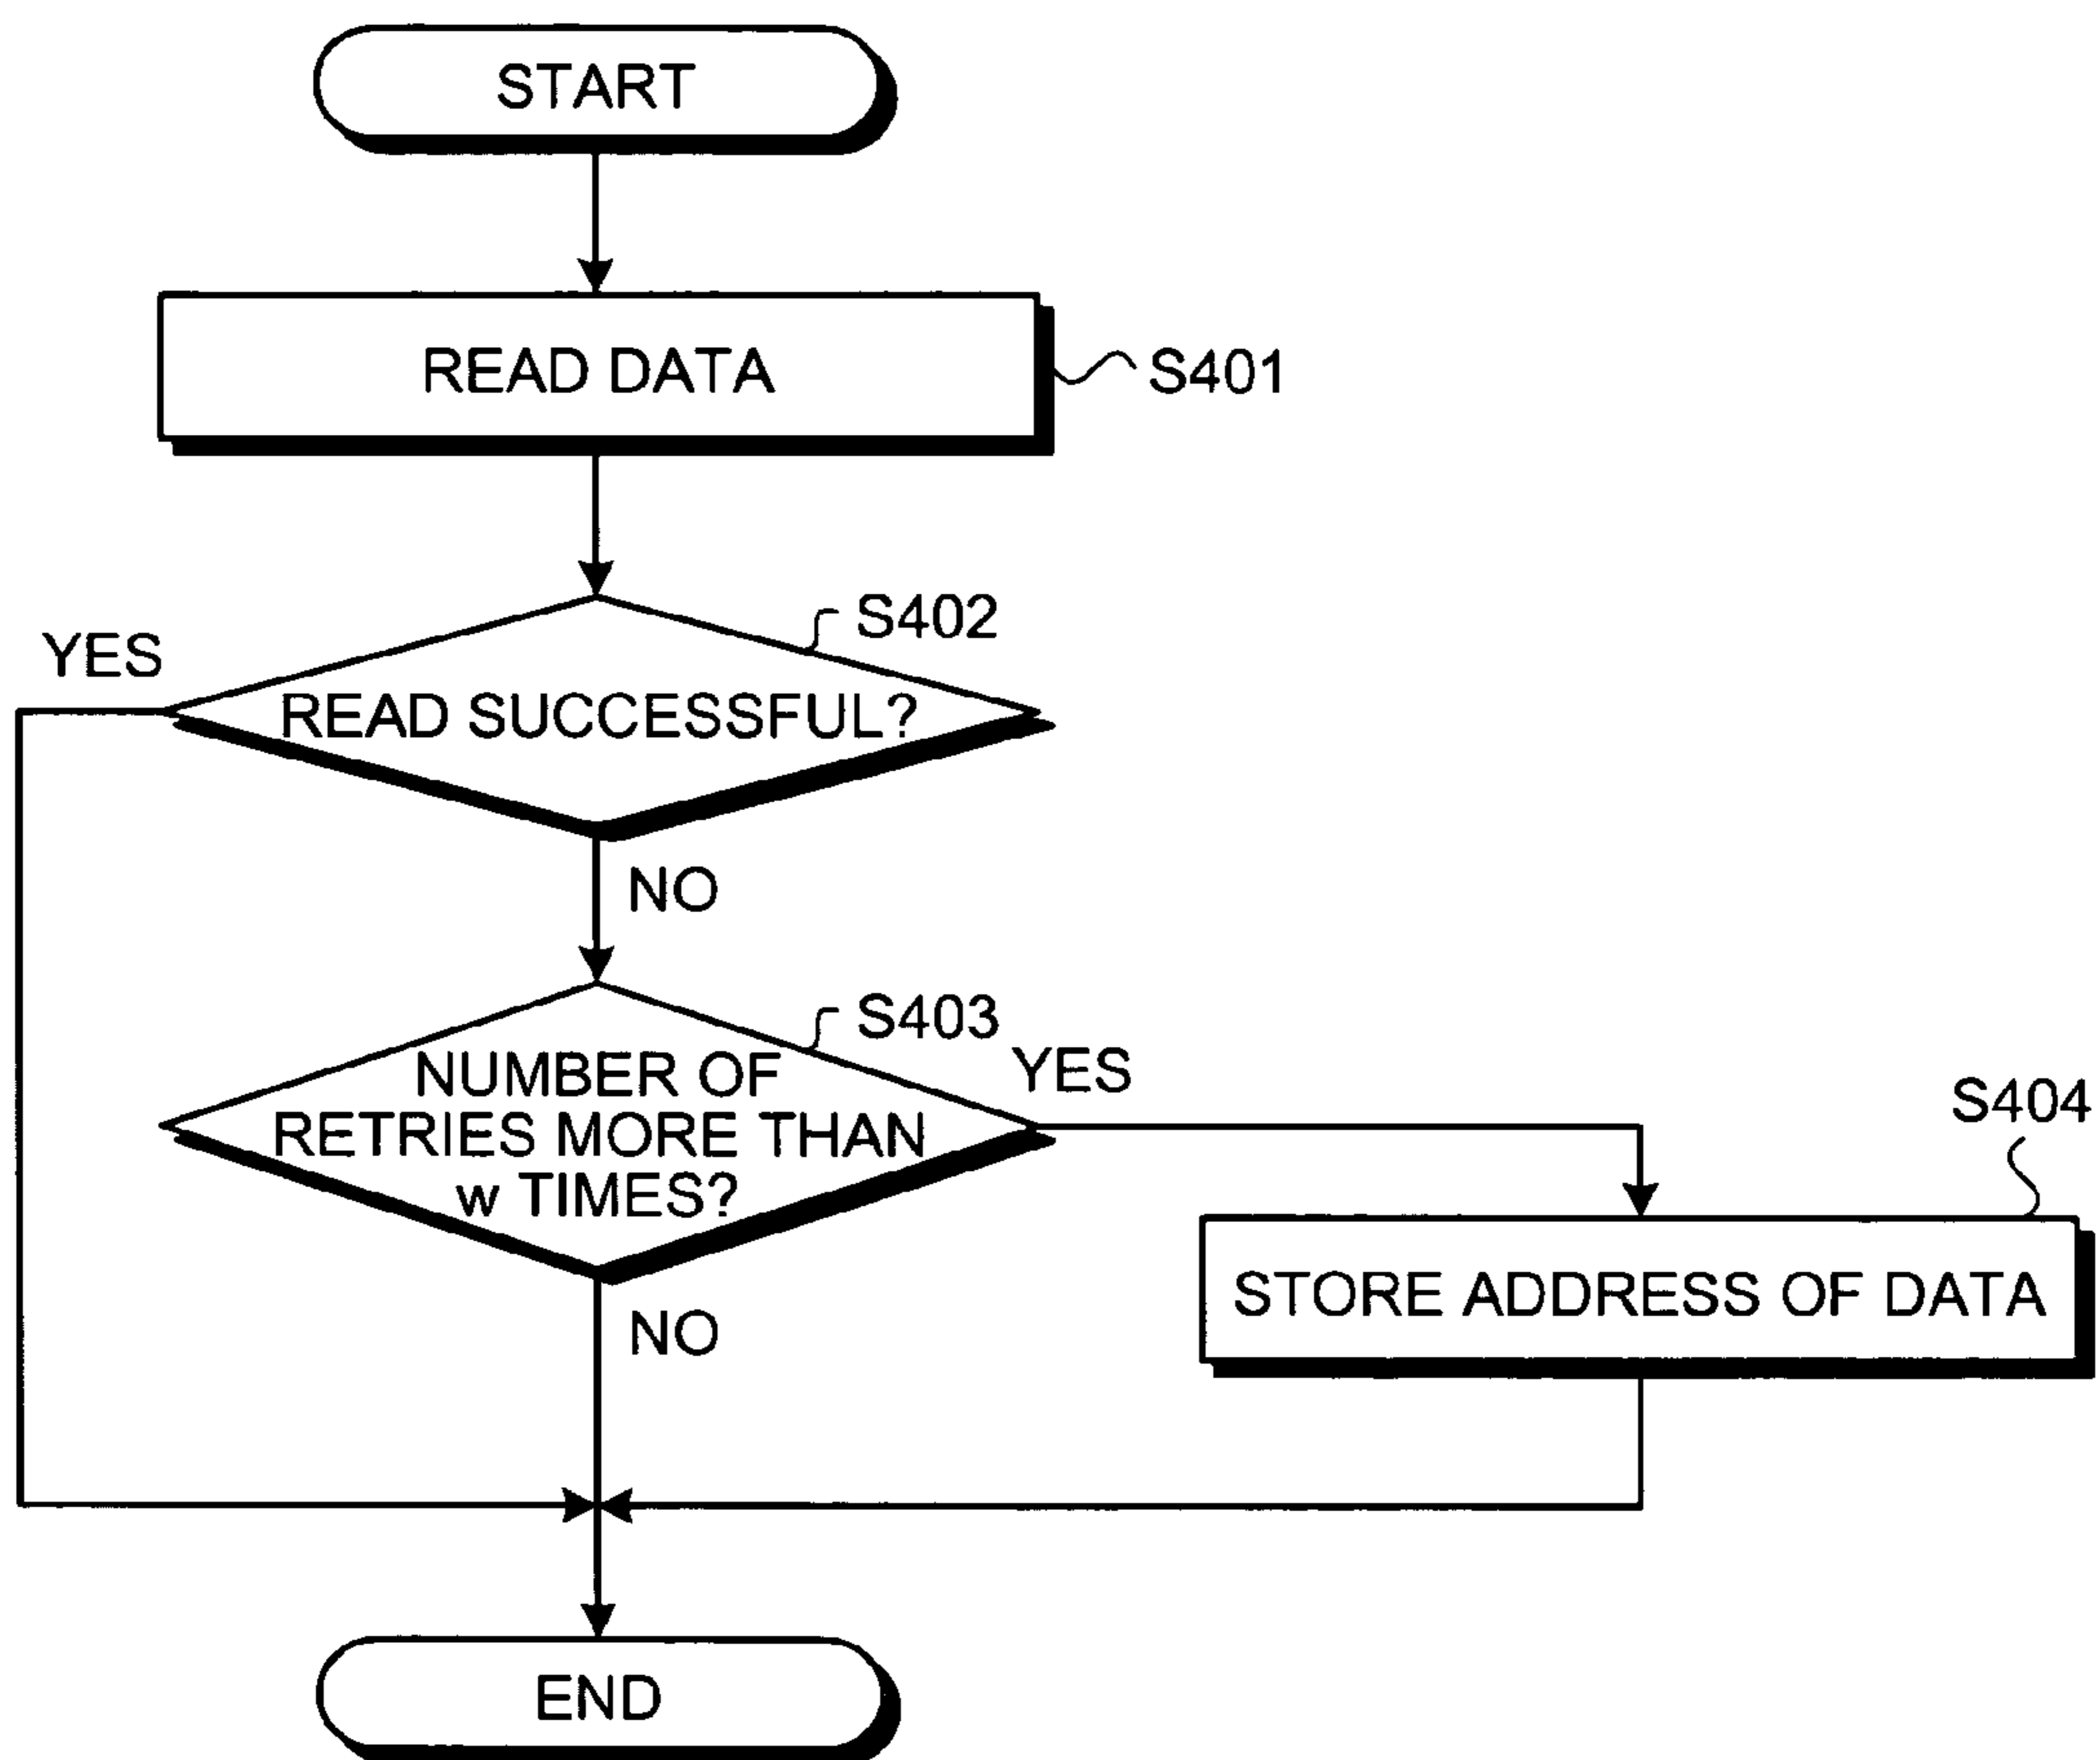 START
READ DATA
S401
S402
YES
READ SUCCESSFUL?
NO
S403
NUMBER OF
RETRIES MORE THAN
w TIMES?
YES
S404
STORE ADDRESS OF DATA
NO
END